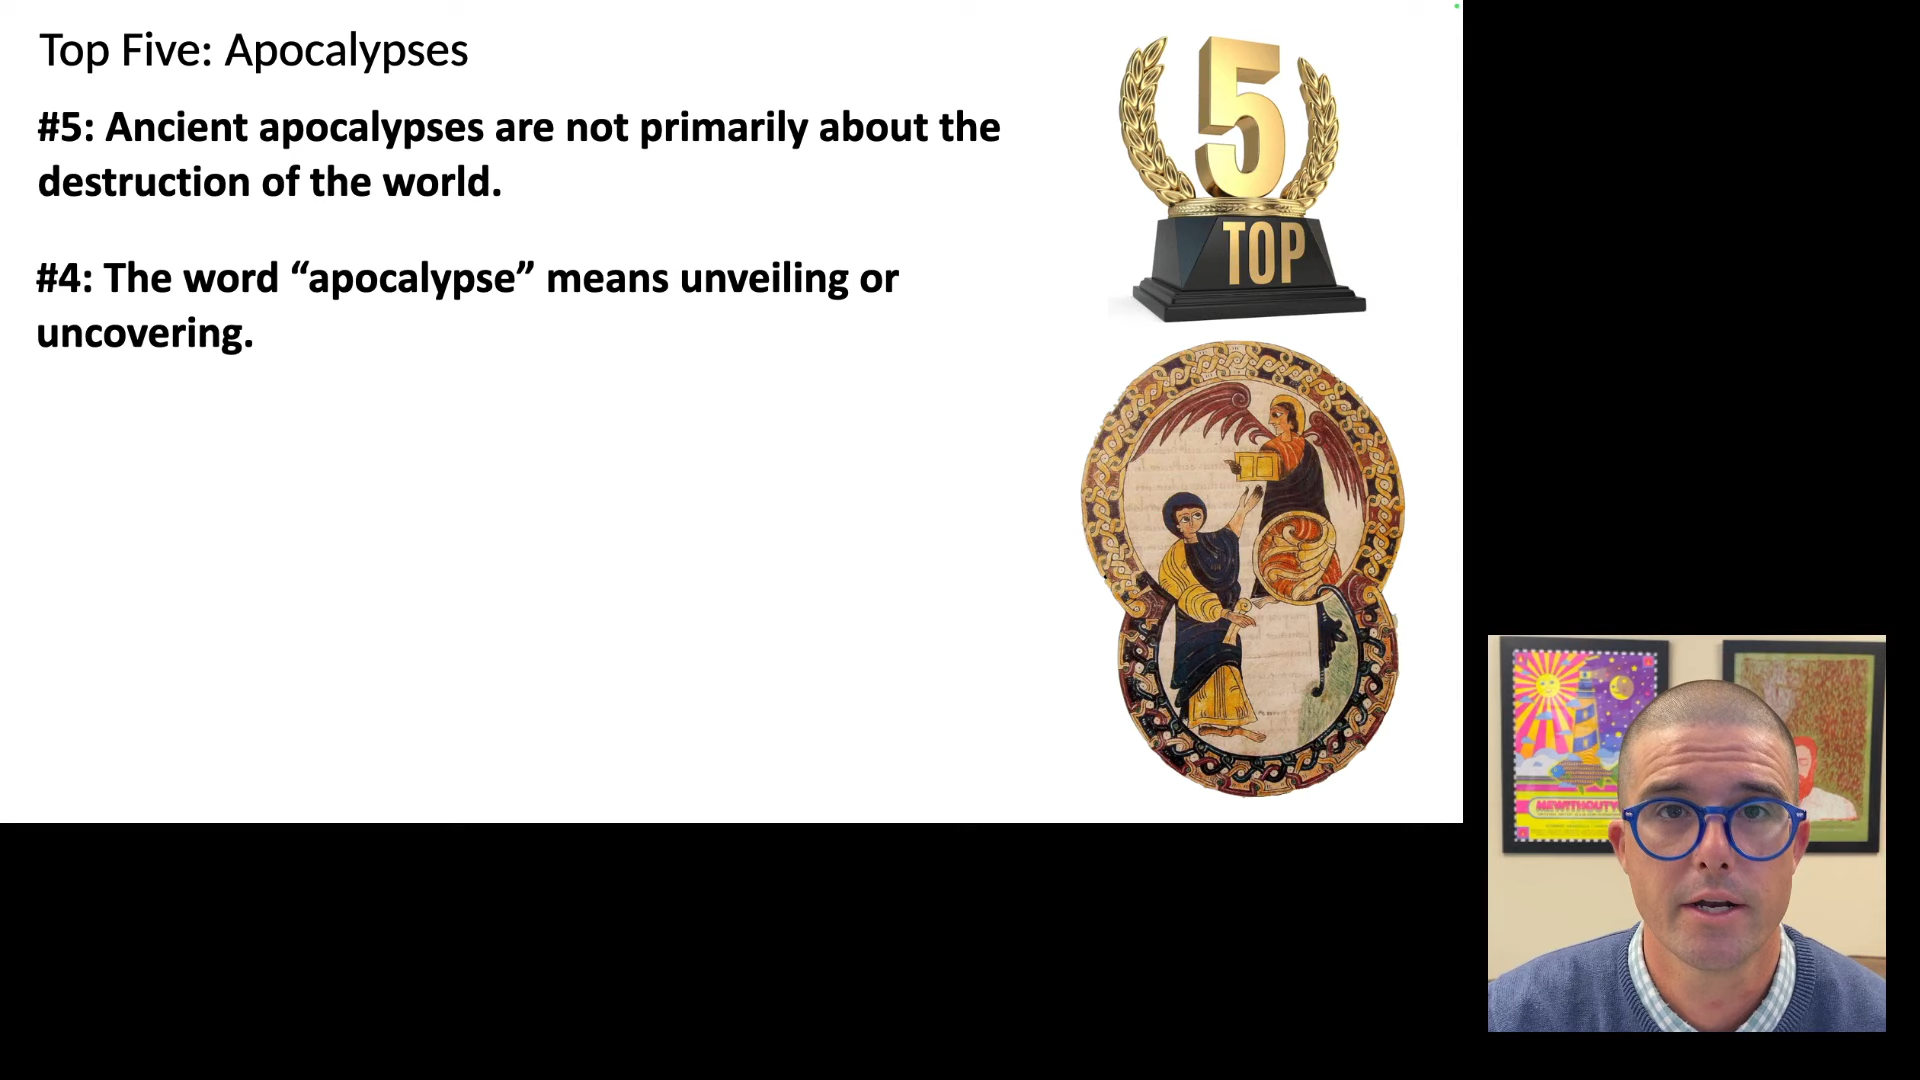 Top Five: Apocalypses
#5: Ancient apocalypses are not primarily about the
destruction of the world.
#4: The word “apocalypse” means unveiling or
uncovering.
5
TOP
MEWITHOUTY